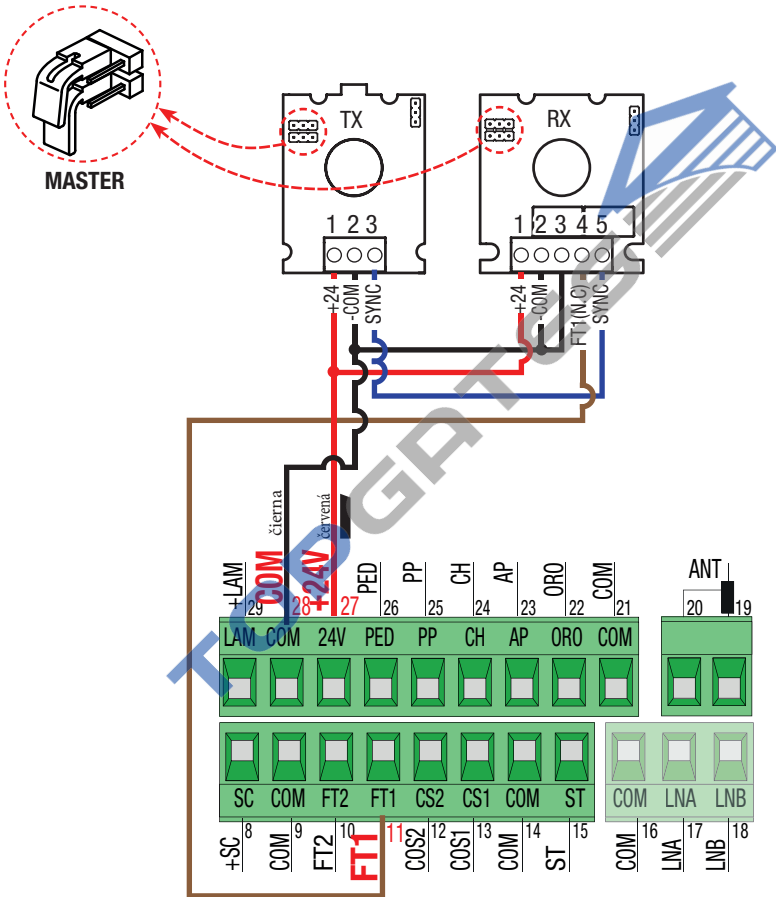 MASTER
TX
RX
1 2 3
1 2 3 4 5
+24
-COM
SYNC
+24
-COM
FT1(N.C)
SYNC
TOPGATES
čierna
červená
+LAM
COM
+24V
PED
PP
CH
AP
ORO
COM
ANT
29 28 27 26 25 24 23 22 21 20 19
LAM COM 24V PED PP CH AP ORO COM
SC COM FT2 FT1 CS2 CS1 COM ST COM LNA LNB
8 9 10 11 12 13 14 15 16 17 18
+SC
COM
FT2
FT1
COS2
COS1
COM
ST
COM
LNA
LNB